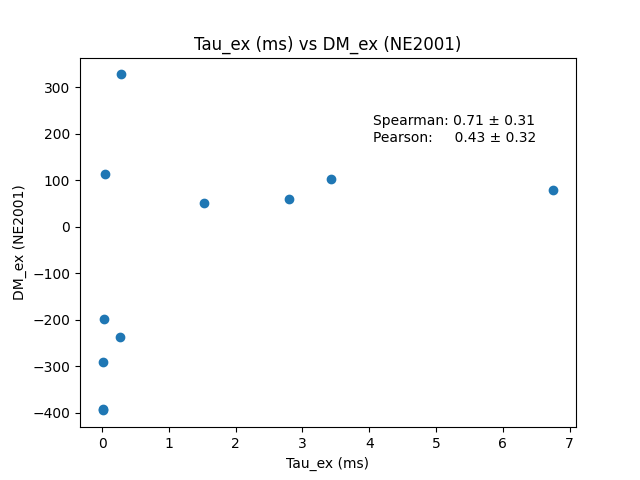 Tau_ex (ms) vs DM_ex (NE2001)
Spearman: 0.71 ± 0.31
Pearson: 0.43 ± 0.32
300
200
100
0
−100
−200
−300
−400
DM_ex (NE2001)
0 1 2 3 4 5 6 7
Tau_ex (ms)